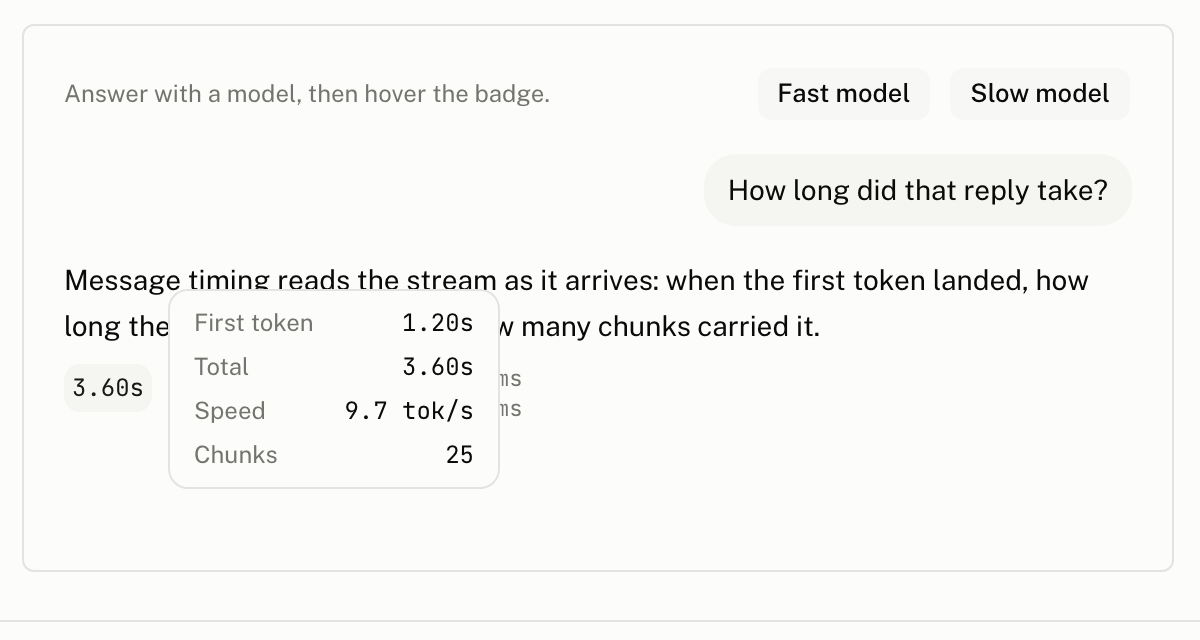 Answer with a model, then hover the badge.
Fast model
Slow model
How long did that reply take?
Message timing reads the stream as it arrives: when the first token landed, how
long the many chunks carried it.
3.60s
First token 1.20s
Total 3.60s
Speed 9.7 tok/s
Chunks 25
ms
ms